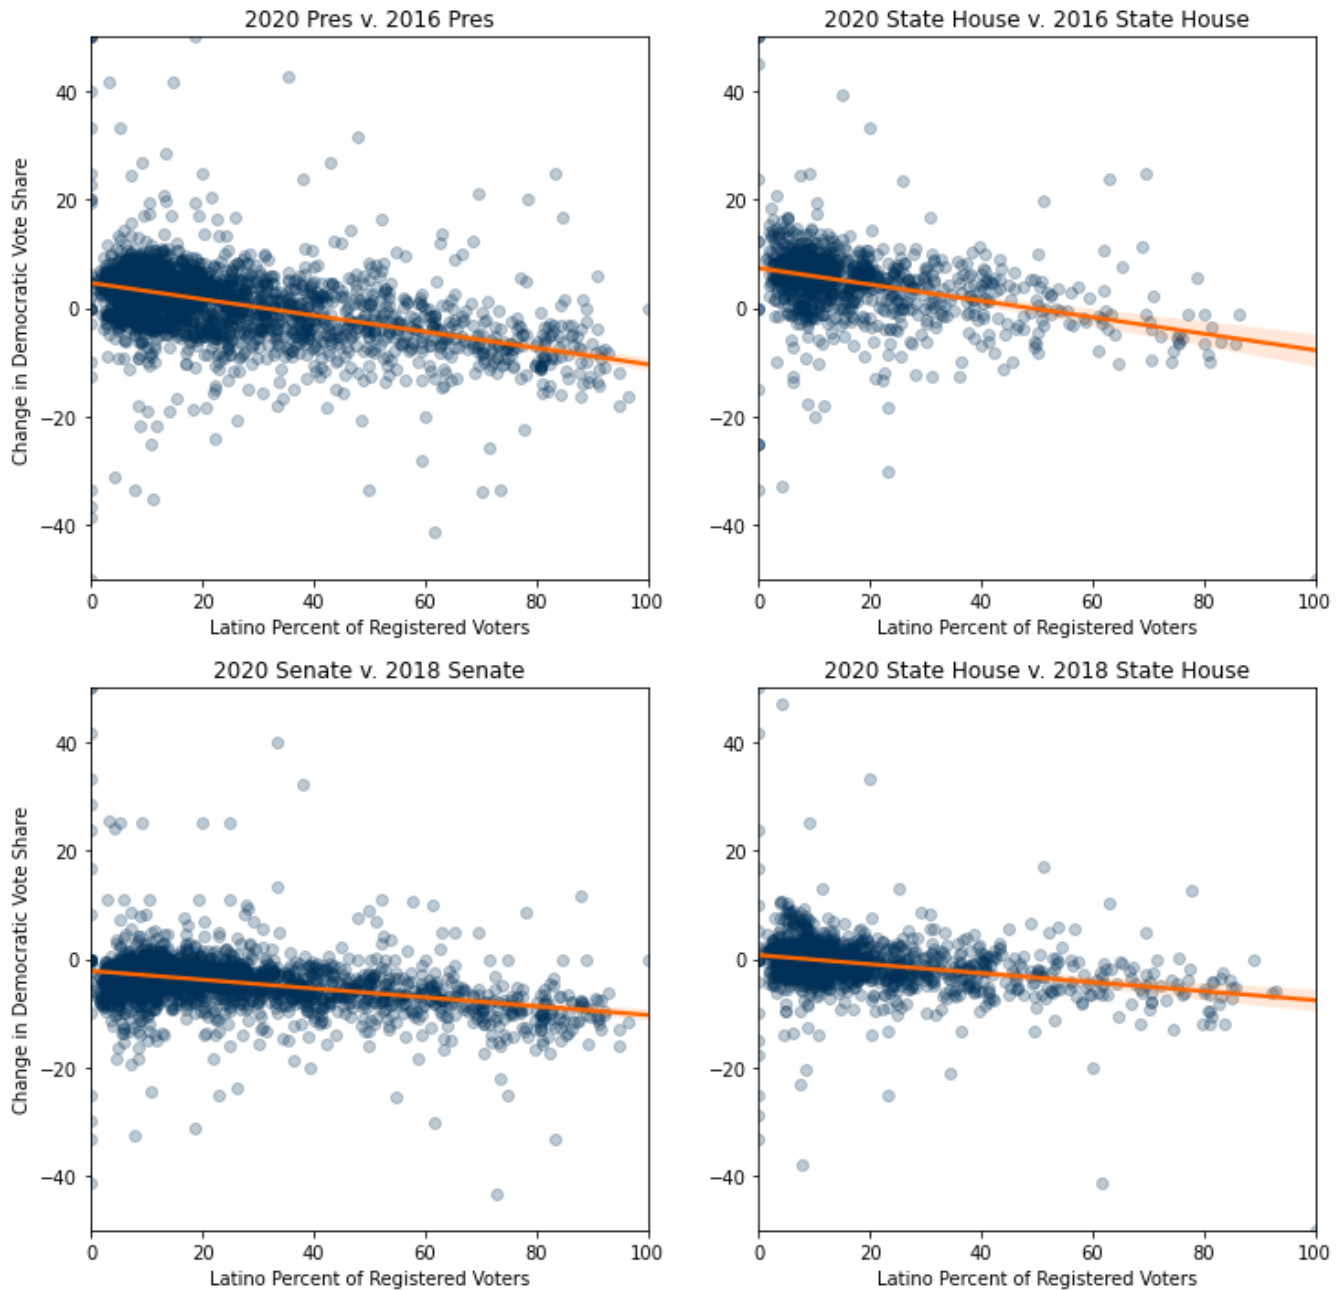 2020 Pres v. 2016 Pres
2020 State House v. 2016 State House
40
20
0
−20
−40
Change in Democratic Vote Share
0 20 40 60 80 100
Latino Percent of Registered Voters
40
20
0
−20
−40
0 20 40 60 80 100
Latino Percent of Registered Voters
2020 Senate v. 2018 Senate
2020 State House v. 2018 State House
40
20
0
−20
−40
Change in Democratic Vote Share
0 20 40 60 80 100
Latino Percent of Registered Voters
40
20
0
−20
−40
0 20 40 60 80 100
Latino Percent of Registered Voters